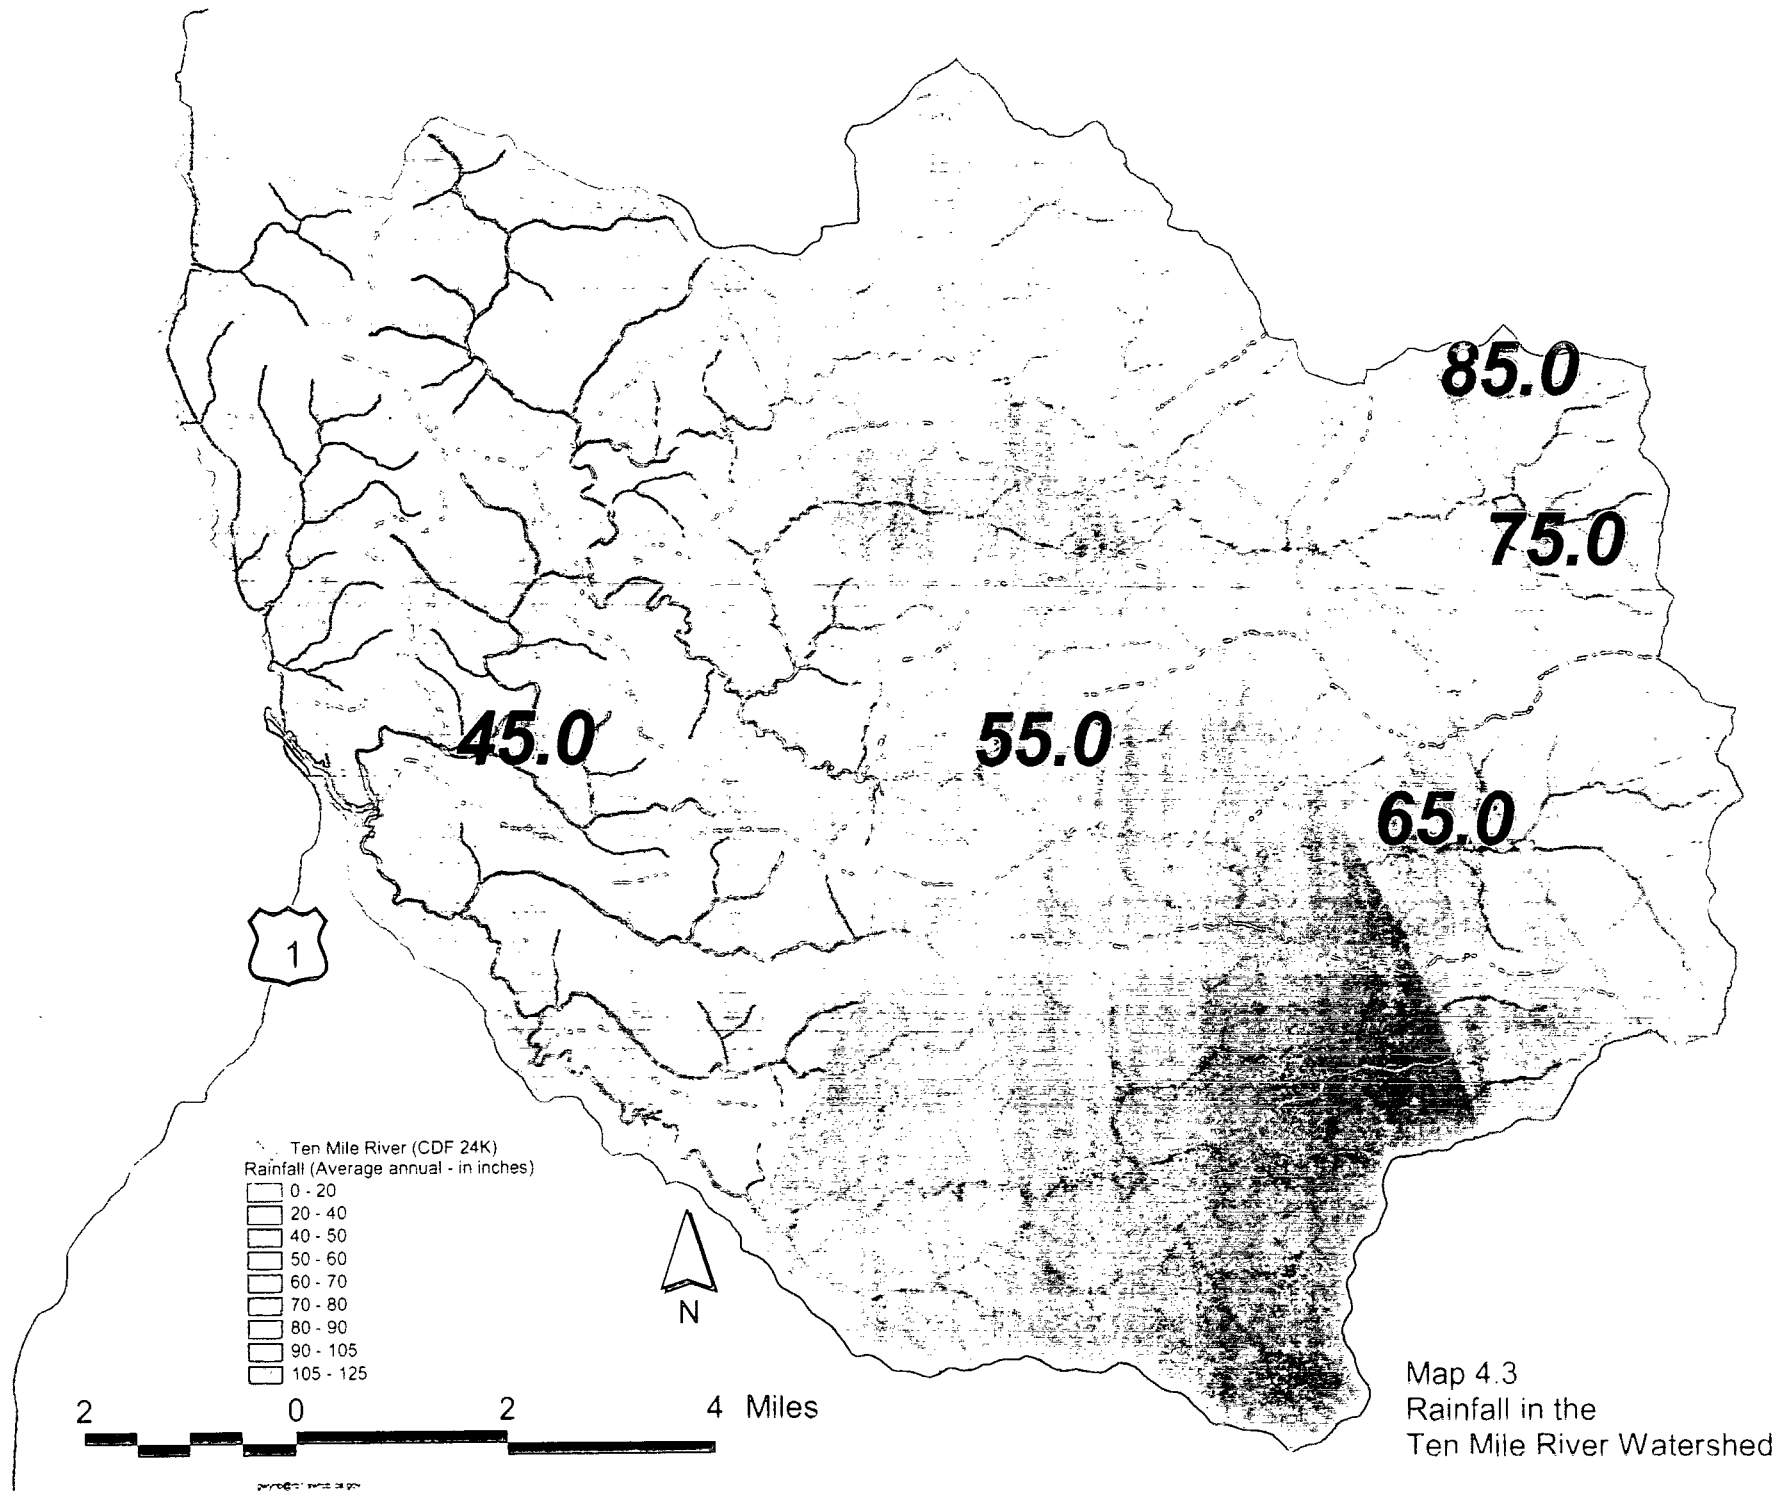 85.0
75.0
45.0
55.0
65.0
1
Ten Mile River (CDF 24K)
Rainfall (Average annual - in inches)
0 - 20
20 - 40
40 - 50
50 - 60
60 - 70
70 - 80
80 - 90
90 - 105
105 - 125
N
2 0 2 4 Miles
Map 4.3
Rainfall in the
Ten Mile River Watershed